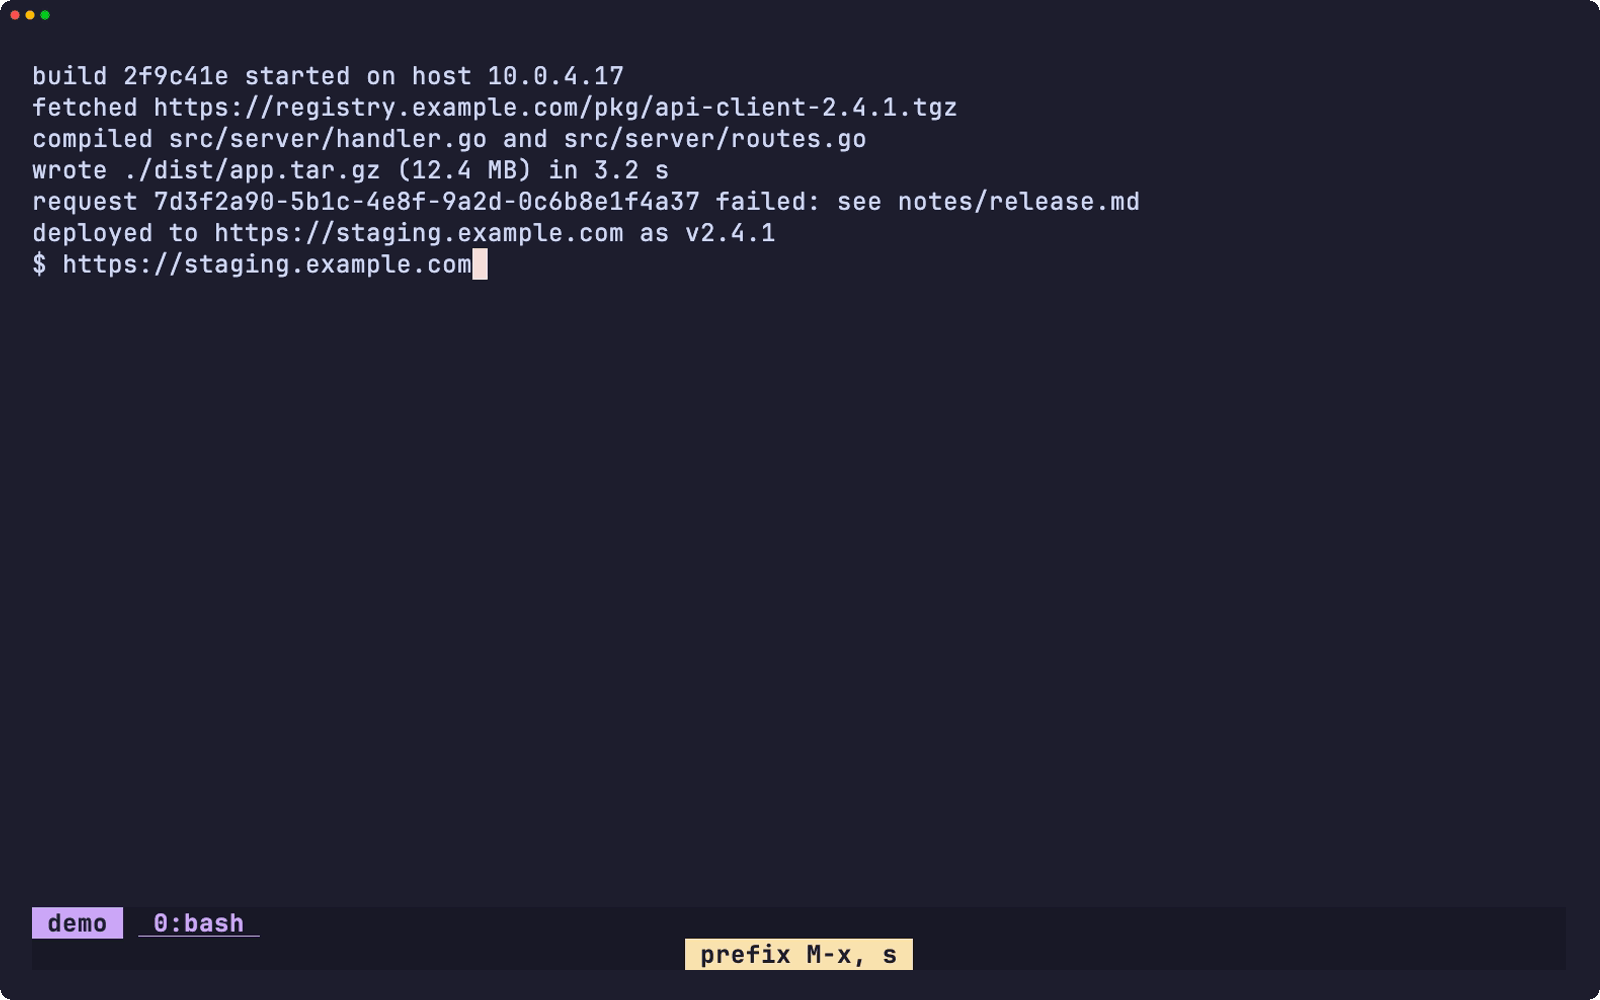 build 2f9c41e started on host 10.0.4.17
fetched https://registry.example.com/pkg/api-client-2.4.1.tgz
compiled src/server/handler.go and src/server/routes.go
wrote ./dist/app.tar.gz (12.4 MB) in 3.2 s
request 7d3f2a90-5b1c-4e8f-9a2d-0c6b8e1f4a37 failed: see notes/release.md
deployed to https://staging.example.com as v2.4.1
$ https://staging.example.com
demo 0:bash
prefix M-x, s